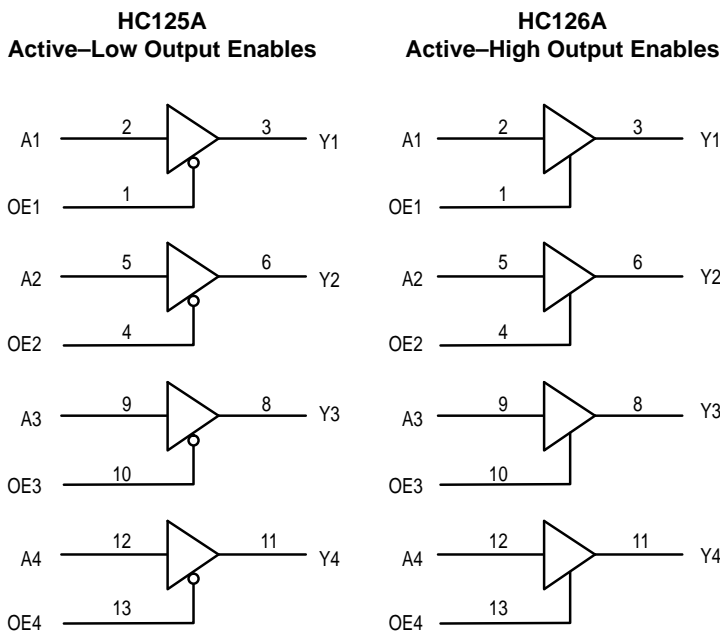 HC125A
Active–Low Output Enables
A1 2 3 Y1
OE1 1
A2 5 6 Y2
OE2 4
A3 9 8 Y3
OE3 10
A4 12 11 Y4
OE4 13
HC126A
Active–High Output Enables
A1 2 3 Y1
OE1 1
A2 5 6 Y2
OE2 4
A3 9 8 Y3
OE3 10
A4 12 11 Y4
OE4 13